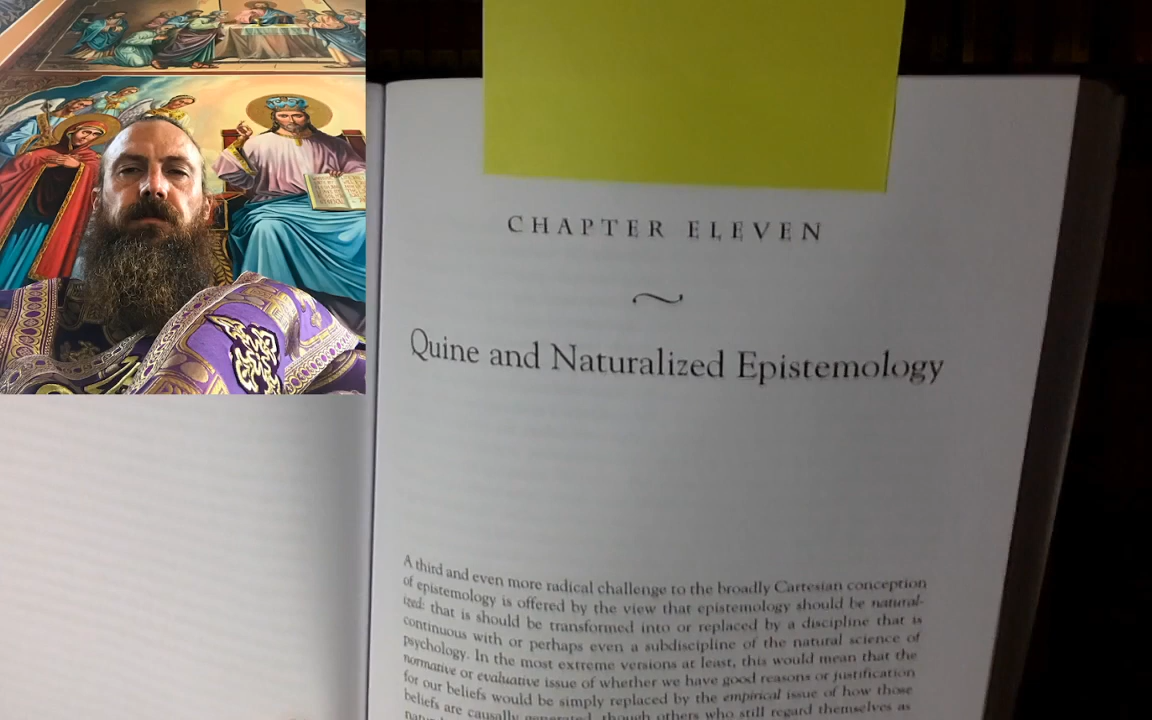 CHAPTER ELEVEN
Quine and Naturalized Epistemology
A third and even more radical challenge to the broadly Cartesian conception
of epistemology is offered by the view that epistemology should be natural-
ized: that is should be transformed into or replaced by a discipline that is
continuous with or perhaps even a subdiscipline of the natural science of
psychology. In the most extreme versions at least, this would mean that the
normative or evaluative issue of whether we have good reasons or justification
for our beliefs would be simply replaced by the empirical issue of how those
beliefs are causally generated, though others who still regard themselves as